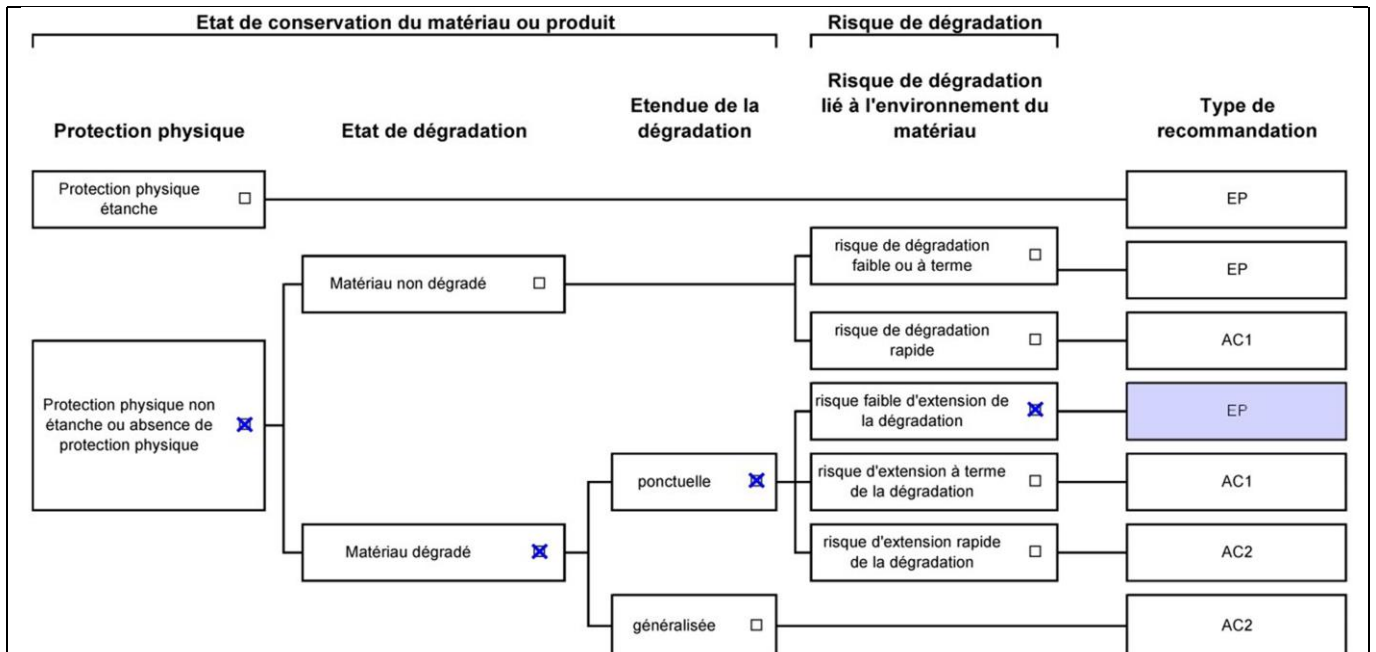 Etat de conservation du matériau ou produit
Risque de dégradation
Protection physique
Etat de dégradation
Etendue de la
dégradation
Risque de dégradation
lié à l'environnement du
matériau
Type de
recommandation
Protection physique
étanche
EP
risque de dégradation
faible ou à terme
EP
Matériau non dégradé
risque de dégradation
rapide
AC1
Protection physique non
étanche ou absence de
protection physique
risque faible d'extension de
la dégradation
EP
ponctuelle
risque d'extension à terme
de la dégradation
AC1
Matériau dégradé
risque d'extension rapide
de la dégradation
AC2
généralisée
AC2